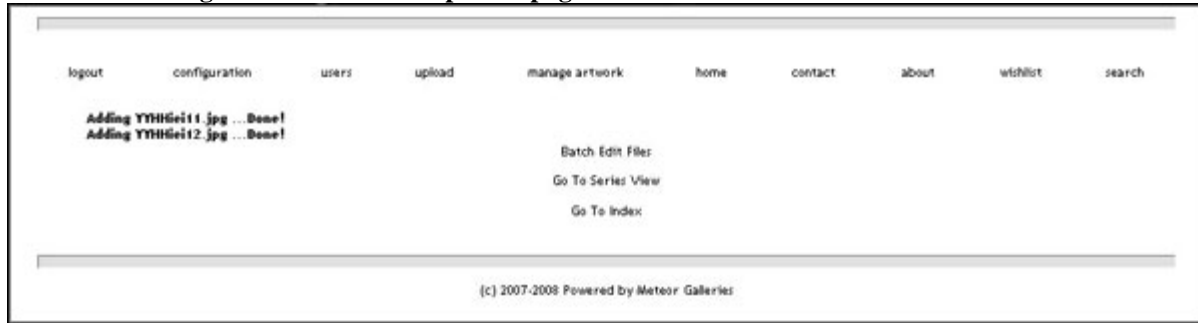 logout configuration users upload manage artwork home contact about wishlist search
Adding YYHHiei11.jpg ...Done!
Adding YYHHiei12.jpg ...Done!
Batch Edit Files
Go To Series View
Go To Index
(c) 2007-2008 Powered by Meteor Galleries